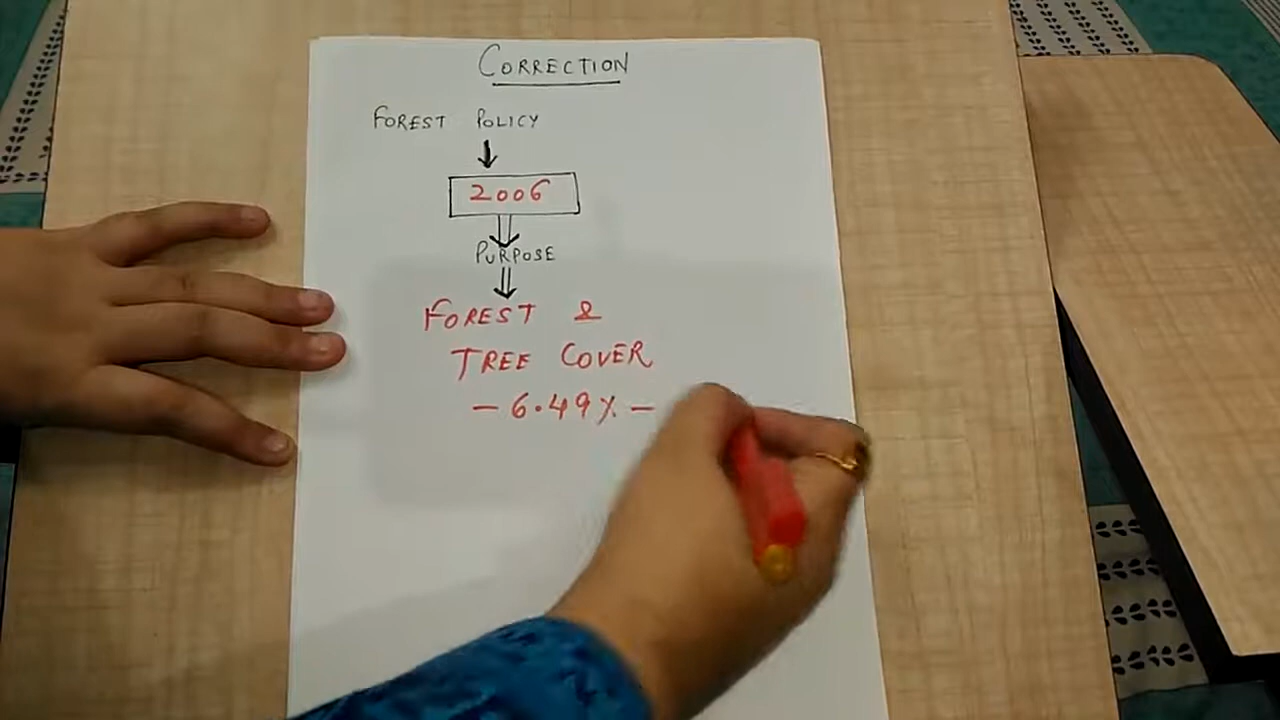 CORRECTION
FOREST POLICY
2006
PURPOSE
FOREST &
TREE COVER
- 6.49% -